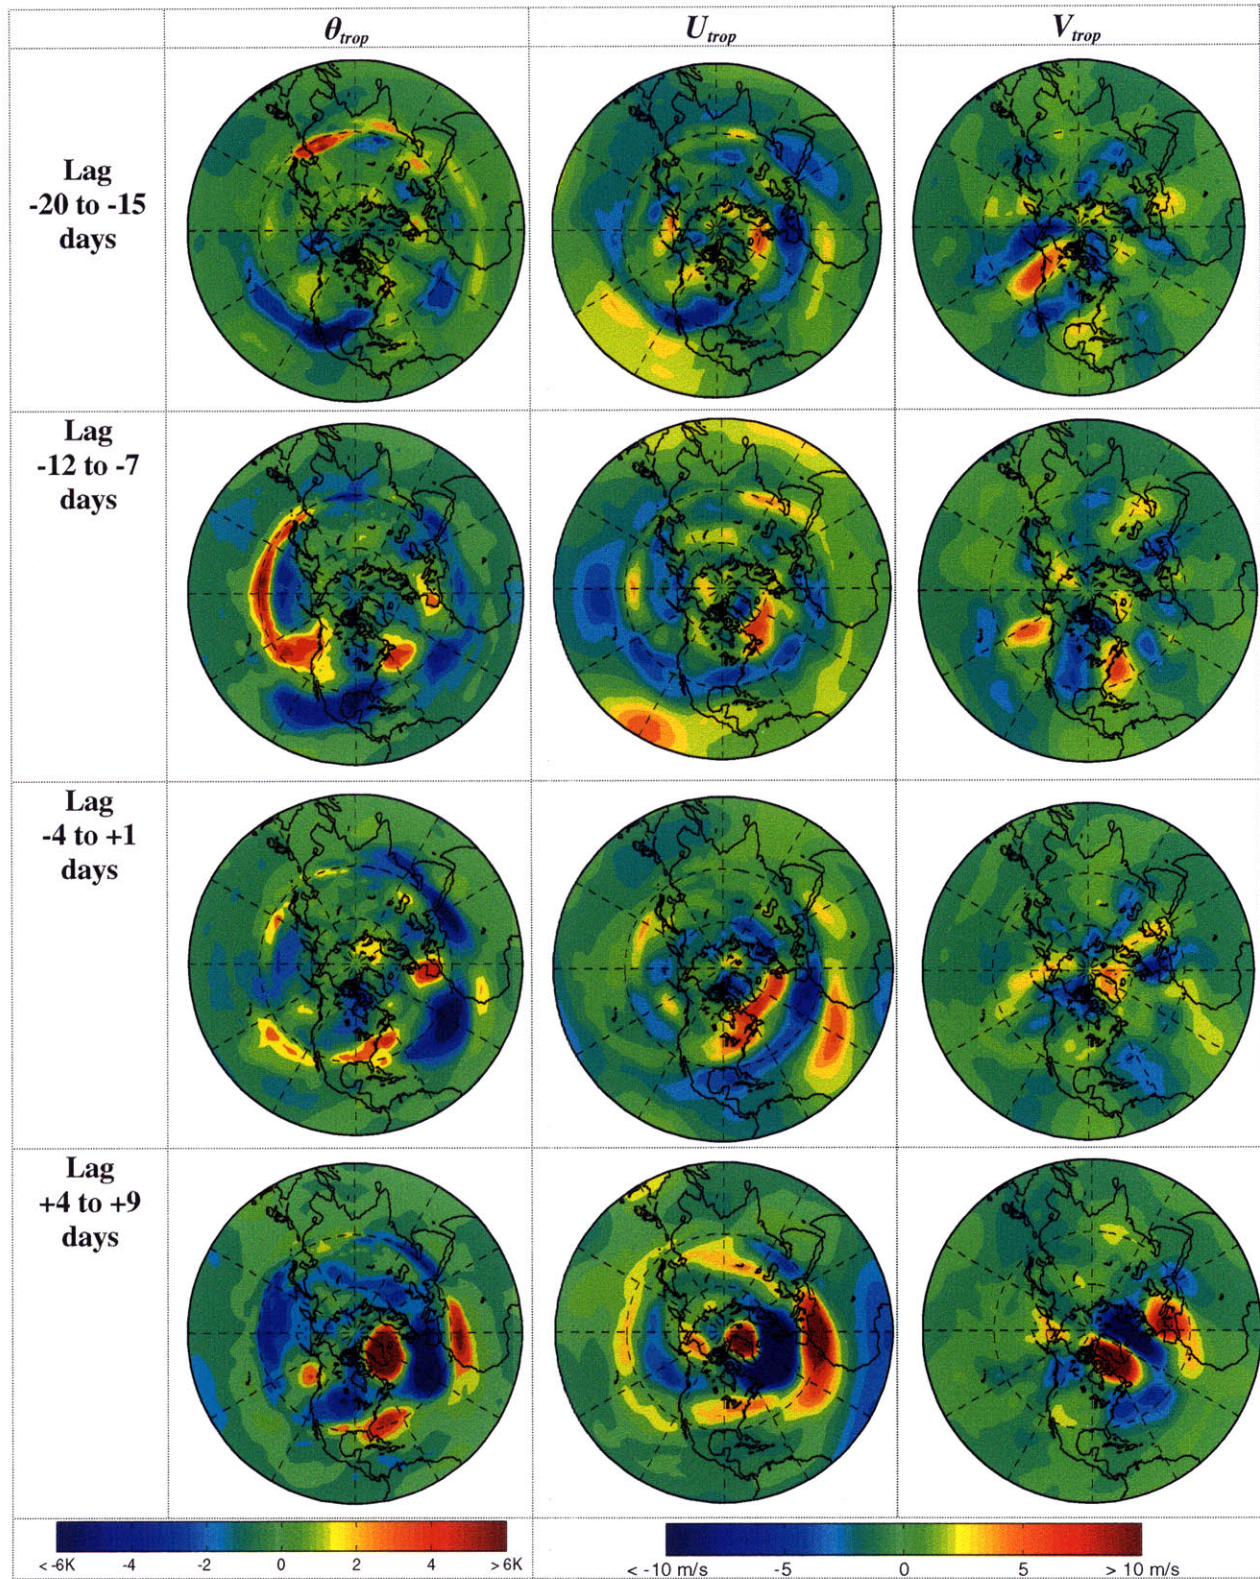 θtrop Utrop Vtrop
Lag
-20 to -15
days
Lag
-12 to -7
days
Lag
-4 to +1
days
Lag
+4 to +9
days
< -6K -4 -2 0 2 4 > 6K
< -10 m/s -5 0 5 > 10 m/s